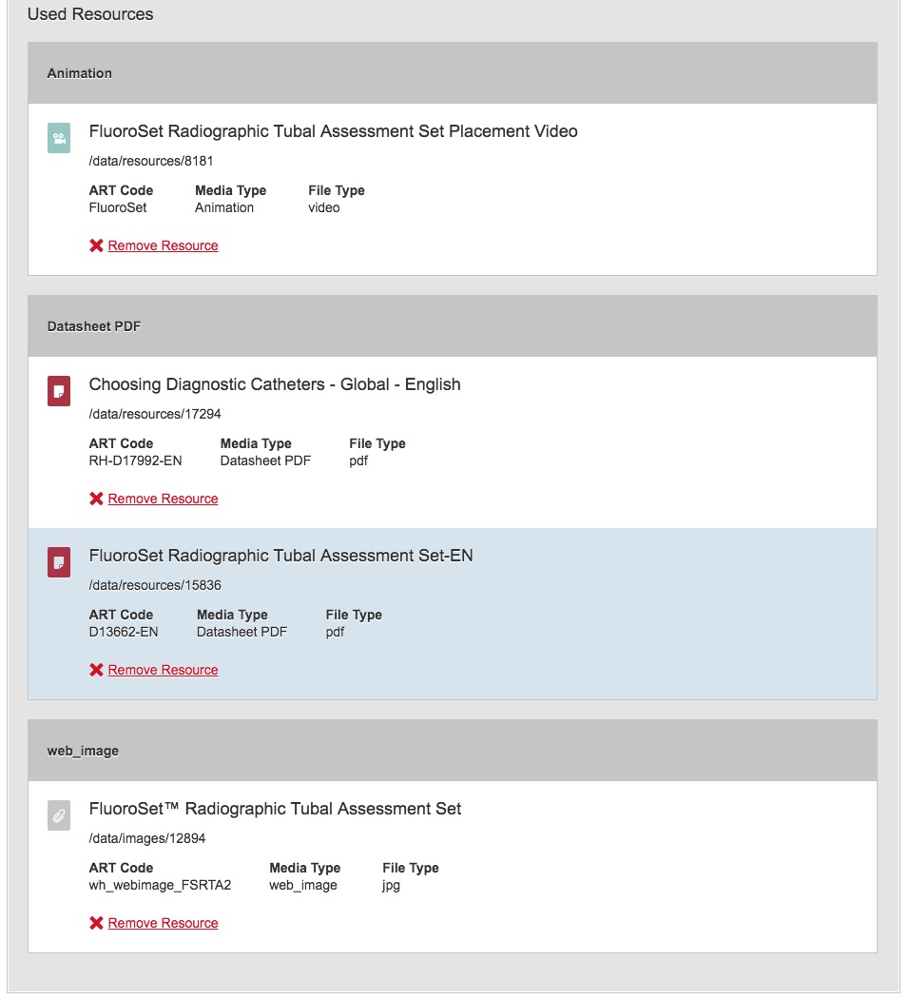 Used Resources
Animation
FluoroSet Radiographic Tubal Assessment Set Placement Video
/data/resources/8181
ART Code Media Type File Type
FluoroSet Animation video
Remove Resource
Datasheet PDF
Choosing Diagnostic Catheters - Global - English
/data/resources/17294
ART Code Media Type File Type
RH-D17992-EN Datasheet PDF pdf
Remove Resource
FluoroSet Radiographic Tubal Assessment Set-EN
/data/resources/15836
ART Code Media Type File Type
D13662-EN Datasheet PDF pdf
Remove Resource
web_image
FluoroSet™ Radiographic Tubal Assessment Set
/data/images/12894
ART Code Media Type File Type
wh_webimage_FSRTA2 web_image jpg
Remove Resource